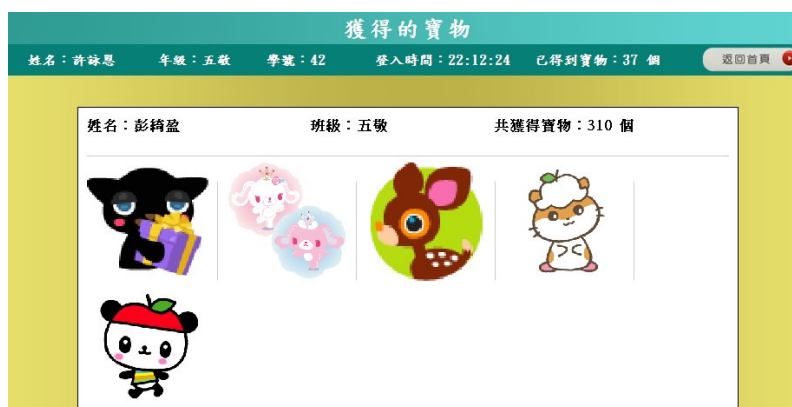 獲得的寶物
姓名：許詠恩 年級：五敬 學號：42 登入時間：22:12:24 已得到寶物：37 個 返回首頁
姓名：彭綺盈 班級：五敬 共獲得寶物：310 個